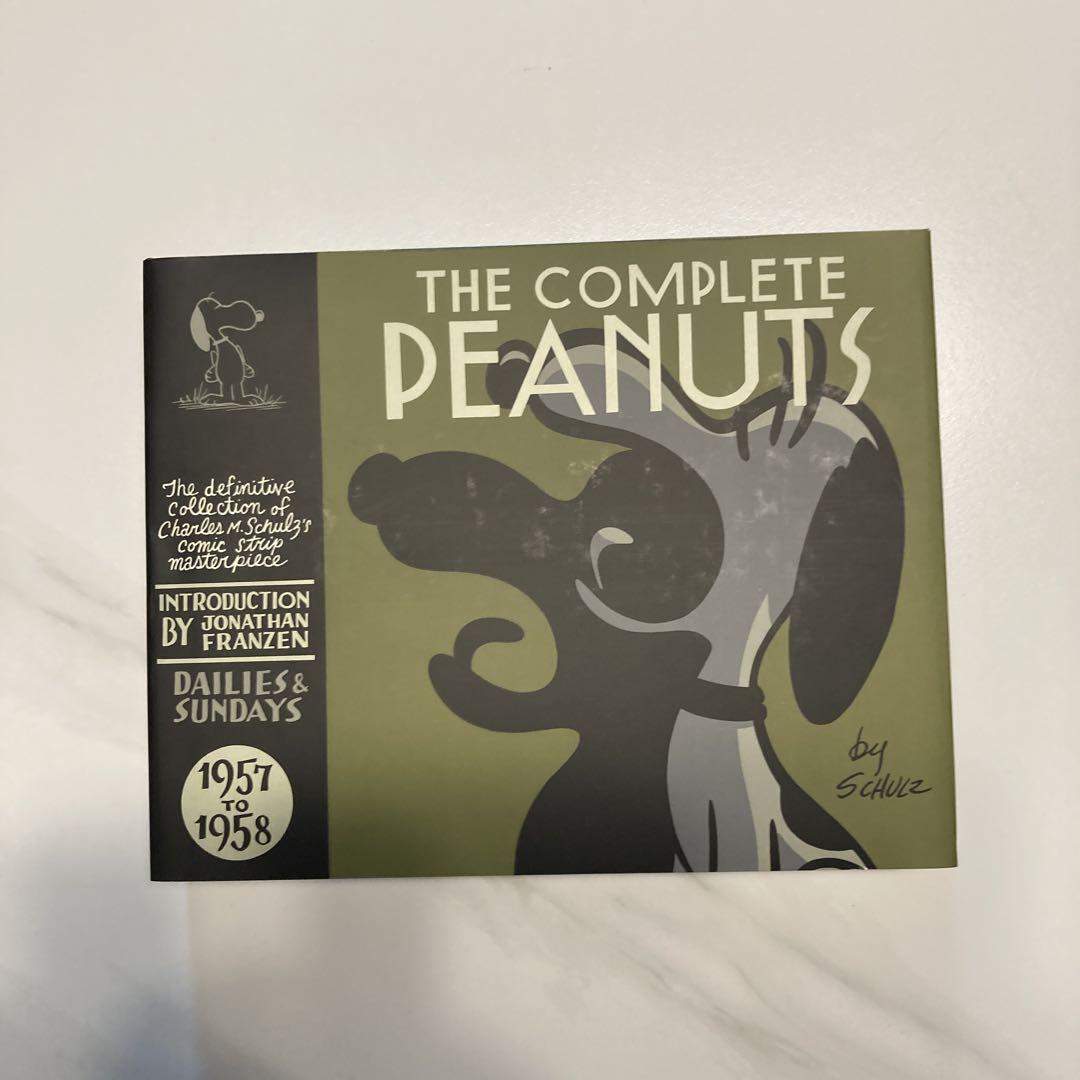 THE COMPLETE
PEANUTS
The definitive
collection of
Charles M. Schulz's
comic strip
masterpiece
INTRODUCTION
BY JONATHAN
FRANZEN
DAILIES &
SUNDAYS
1957
TO
1958
by
SCHULZ